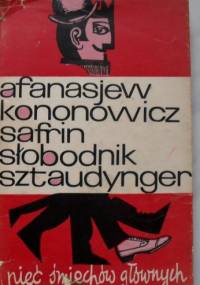 afanasjew
kononowicz
safrin
słobodnik
sztaudynger
pięć śmiechów głównych